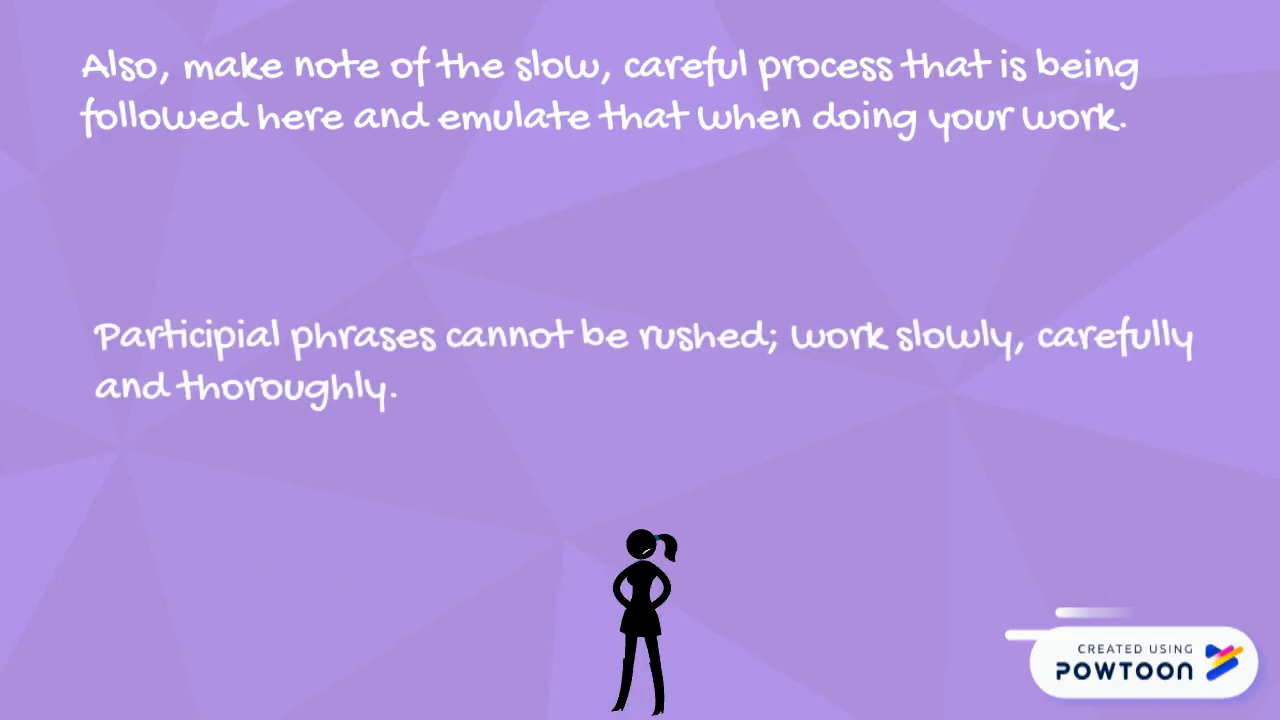 Also, make note of the slow, careful process that is being
followed here and emulate that when doing your work.
Participial phrases cannot be rushed; work slowly, carefully
and thoroughly.
CREATED USING
POWTOON